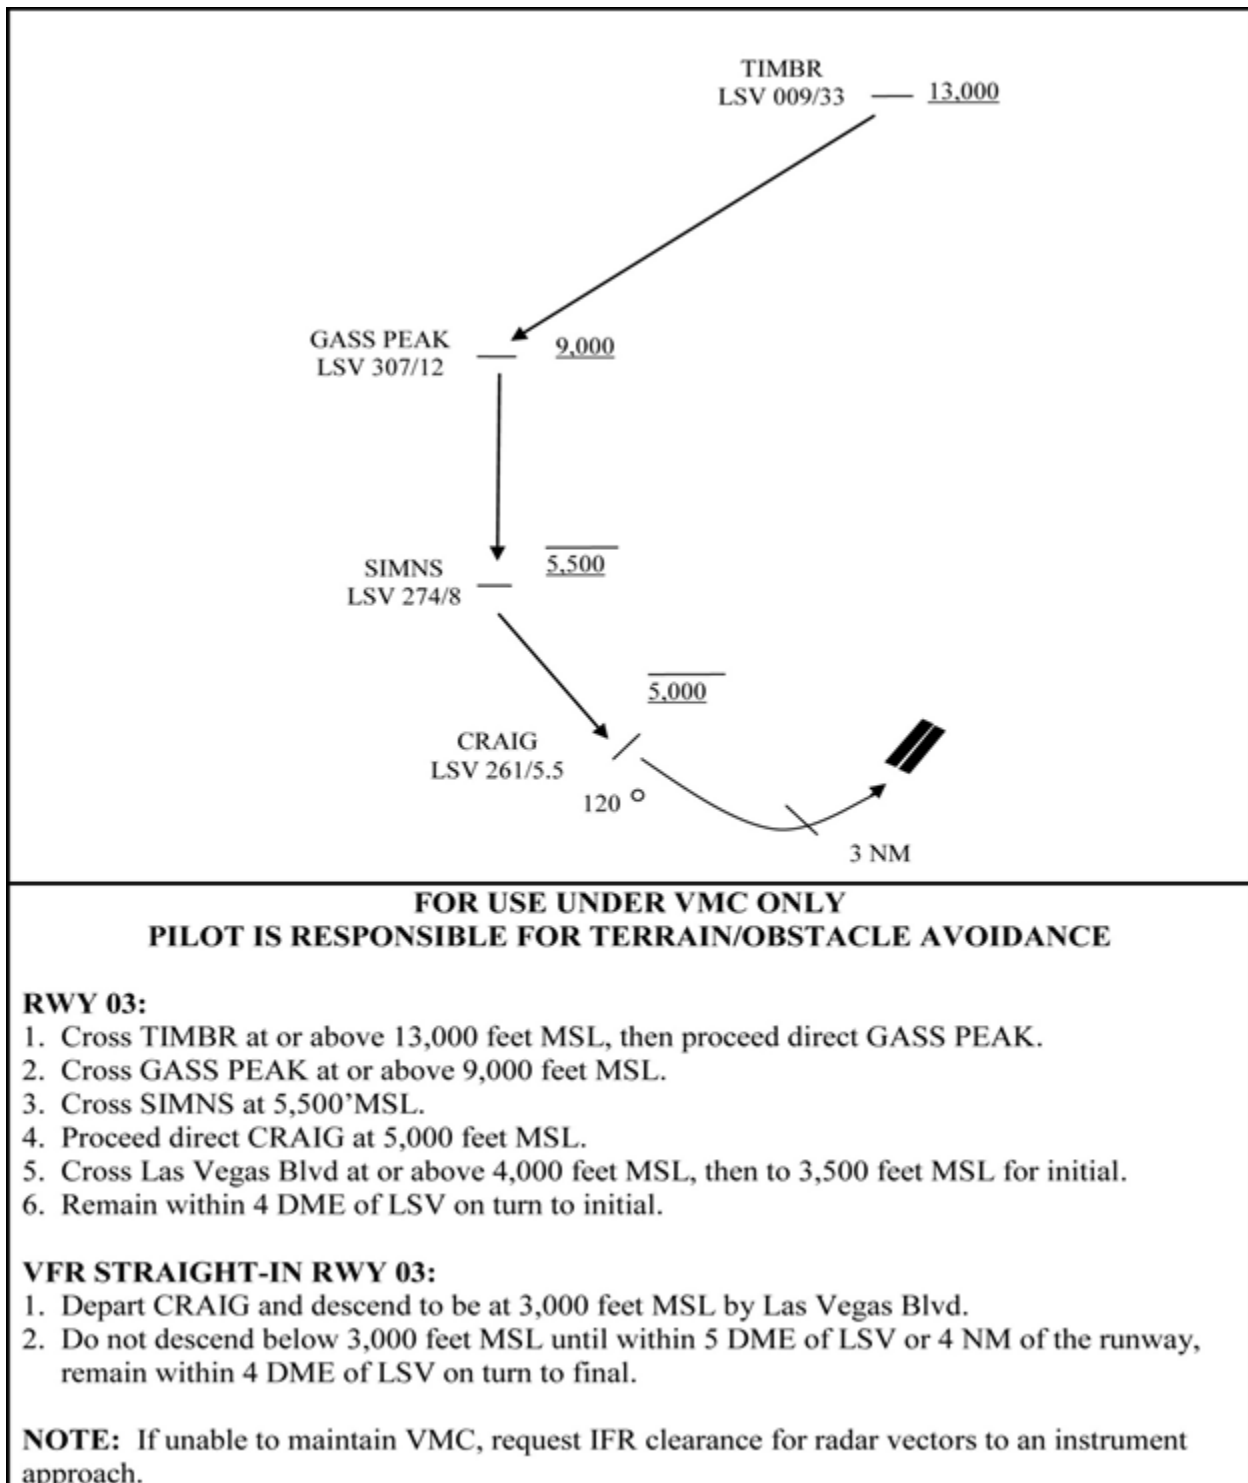 TIMBR
LSV 009/33
13,000
GASS PEAK
LSV 307/12
9,000
SIMNS
LSV 274/8
5,500
5,000
CRAIG
LSV 261/5.5
120 °
3 NM
FOR USE UNDER VMC ONLY
PILOT IS RESPONSIBLE FOR TERRAIN/OBSTACLE AVOIDANCE
RWY 03:
1. Cross TIMBR at or above 13,000 feet MSL, then proceed direct GASS PEAK.
2. Cross GASS PEAK at or above 9,000 feet MSL.
3. Cross SIMNS at 5,500’MSL.
4. Proceed direct CRAIG at 5,000 feet MSL.
5. Cross Las Vegas Blvd at or above 4,000 feet MSL, then to 3,500 feet MSL for initial.
6. Remain within 4 DME of LSV on turn to initial.
VFR STRAIGHT-IN RWY 03:
1. Depart CRAIG and descend to be at 3,000 feet MSL by Las Vegas Blvd.
2. Do not descend below 3,000 feet MSL until within 5 DME of LSV or 4 NM of the runway,
remain within 4 DME of LSV on turn to final.
NOTE: If unable to maintain VMC, request IFR clearance for radar vectors to an instrument
approach.